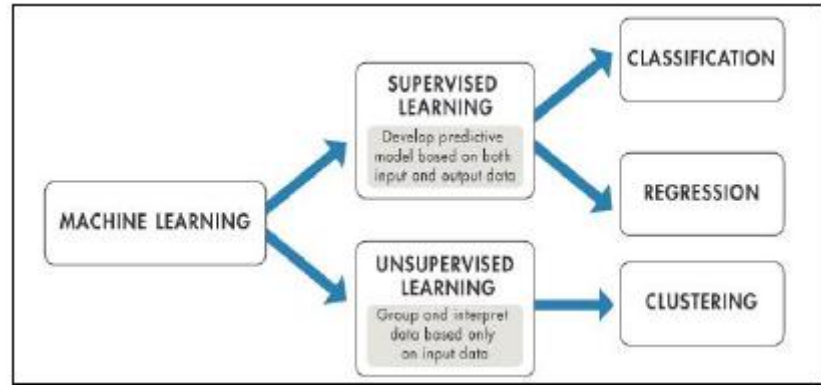 MACHINE LEARNING
SUPERVISED
LEARNING
Develop predictive
model based on both
input and output data
UNSUPERVISED
LEARNING
Group and interpret
data based only
on input data
CLASSIFICATION
REGRESSION
CLUSTERING